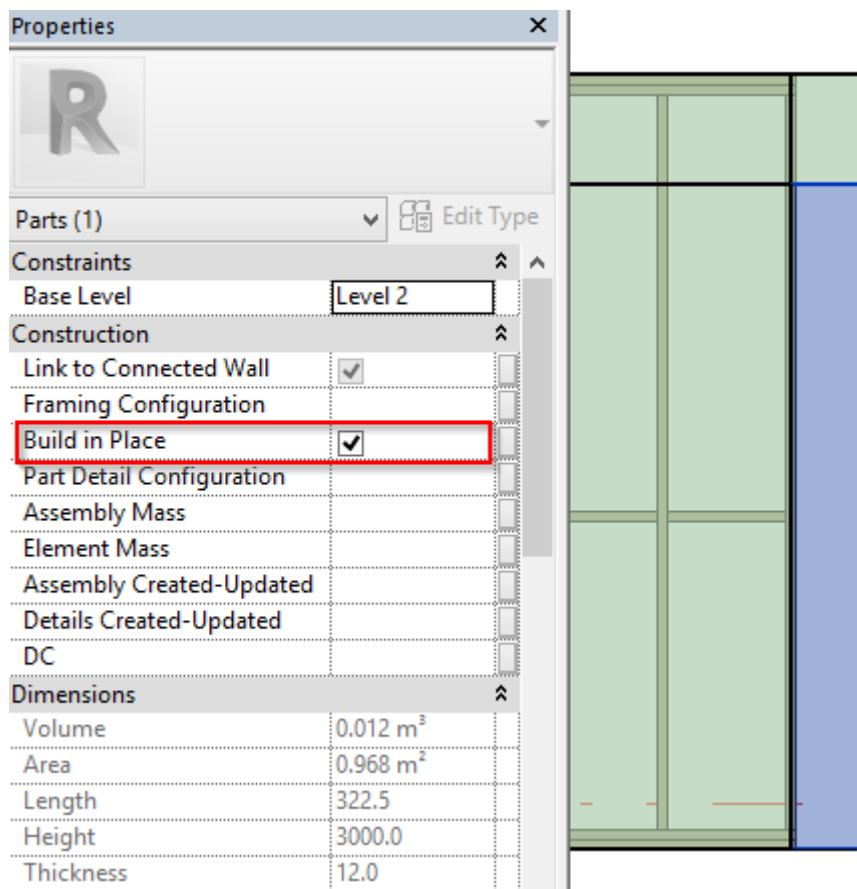 Properties
R
Parts (1) Edit Type
Constraints
Base Level Level 2
Construction
Link to Connected Wall
Framing Configuration
Build in Place
Part Detail Configuration
Assembly Mass
Element Mass
Assembly Created-Updated
Details Created-Updated
DC
Dimensions
Volume 0.012 m³
Area 0.968 m²
Length 322.5
Height 3000.0
Thickness 12.0